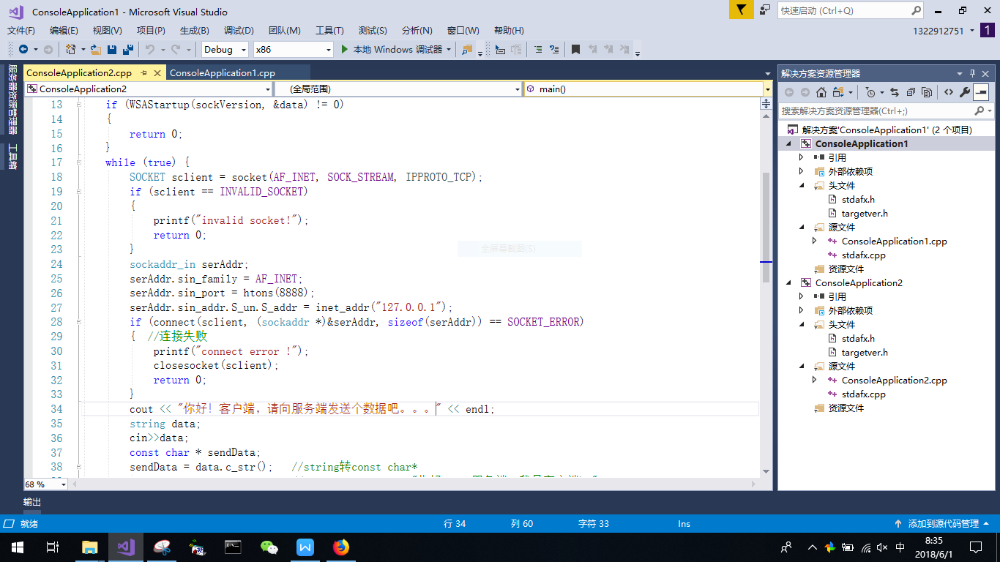 ConsoleApplication1 - Microsoft Visual Studio
快速启动 (Ctrl+Q)
文件(F) 编辑(E) 视图(V) 项目(P) 生成(B) 调试(D) 团队(M) 工具(T) 测试(S) 分析(N) 窗口(W) 帮助(H)
1322912751
1
Debug x86 本地 Windows 调试器
服务器资源管理器
工具箱
ConsoleApplication2.cpp ConsoleApplication1.cpp
ConsoleApplication2 (全局范围) main()
13 if (WSAStartup(sockVersion, &data) != 0)
14 {
15 return 0;
16 }
17 while (true) {
18 SOCKET sclient = socket(AF_INET, SOCK_STREAM, IPPROTO_TCP);
19 if (sclient == INVALID_SOCKET)
20 {
21 printf("invalid socket!");
22 return 0;
23 }
24 sockaddr_in serAddr;
25 serAddr.sin_family = AF_INET;
26 serAddr.sin_port = htons(8888);
27 serAddr.sin_addr.S_un.S_addr = inet_addr("127.0.0.1");
28 if (connect(sclient, (sockaddr *)&serAddr, sizeof(serAddr)) == SOCKET_ERROR)
29 { //连接失败
30 printf("connect error !");
31 closesocket(sclient);
32 return 0;
33 }
34 cout << "你好! 客户端，请向服务端发送个数据吧。。。" << endl;
35 string data;
36 cin>>data;
37 const char * sendData;
38 sendData = data.c_str(); //string转const char*
全屏幕截图(S)
68 %
解决方案资源管理器
搜索解决方案资源管理器(Ctrl+;)
解决方案'ConsoleApplication1' (2 个项目)
ConsoleApplication1
引用
外部依赖项
头文件
stdafx.h
targetver.h
源文件
ConsoleApplication1.cpp
stdafx.cpp
资源文件
ConsoleApplication2
引用
外部依赖项
头文件
stdafx.h
targetver.h
源文件
ConsoleApplication2.cpp
stdafx.cpp
资源文件
输出
就绪 行 34 列 60 字符 33 Ins 添加到源代码管理
中
8:35
2018/6/1